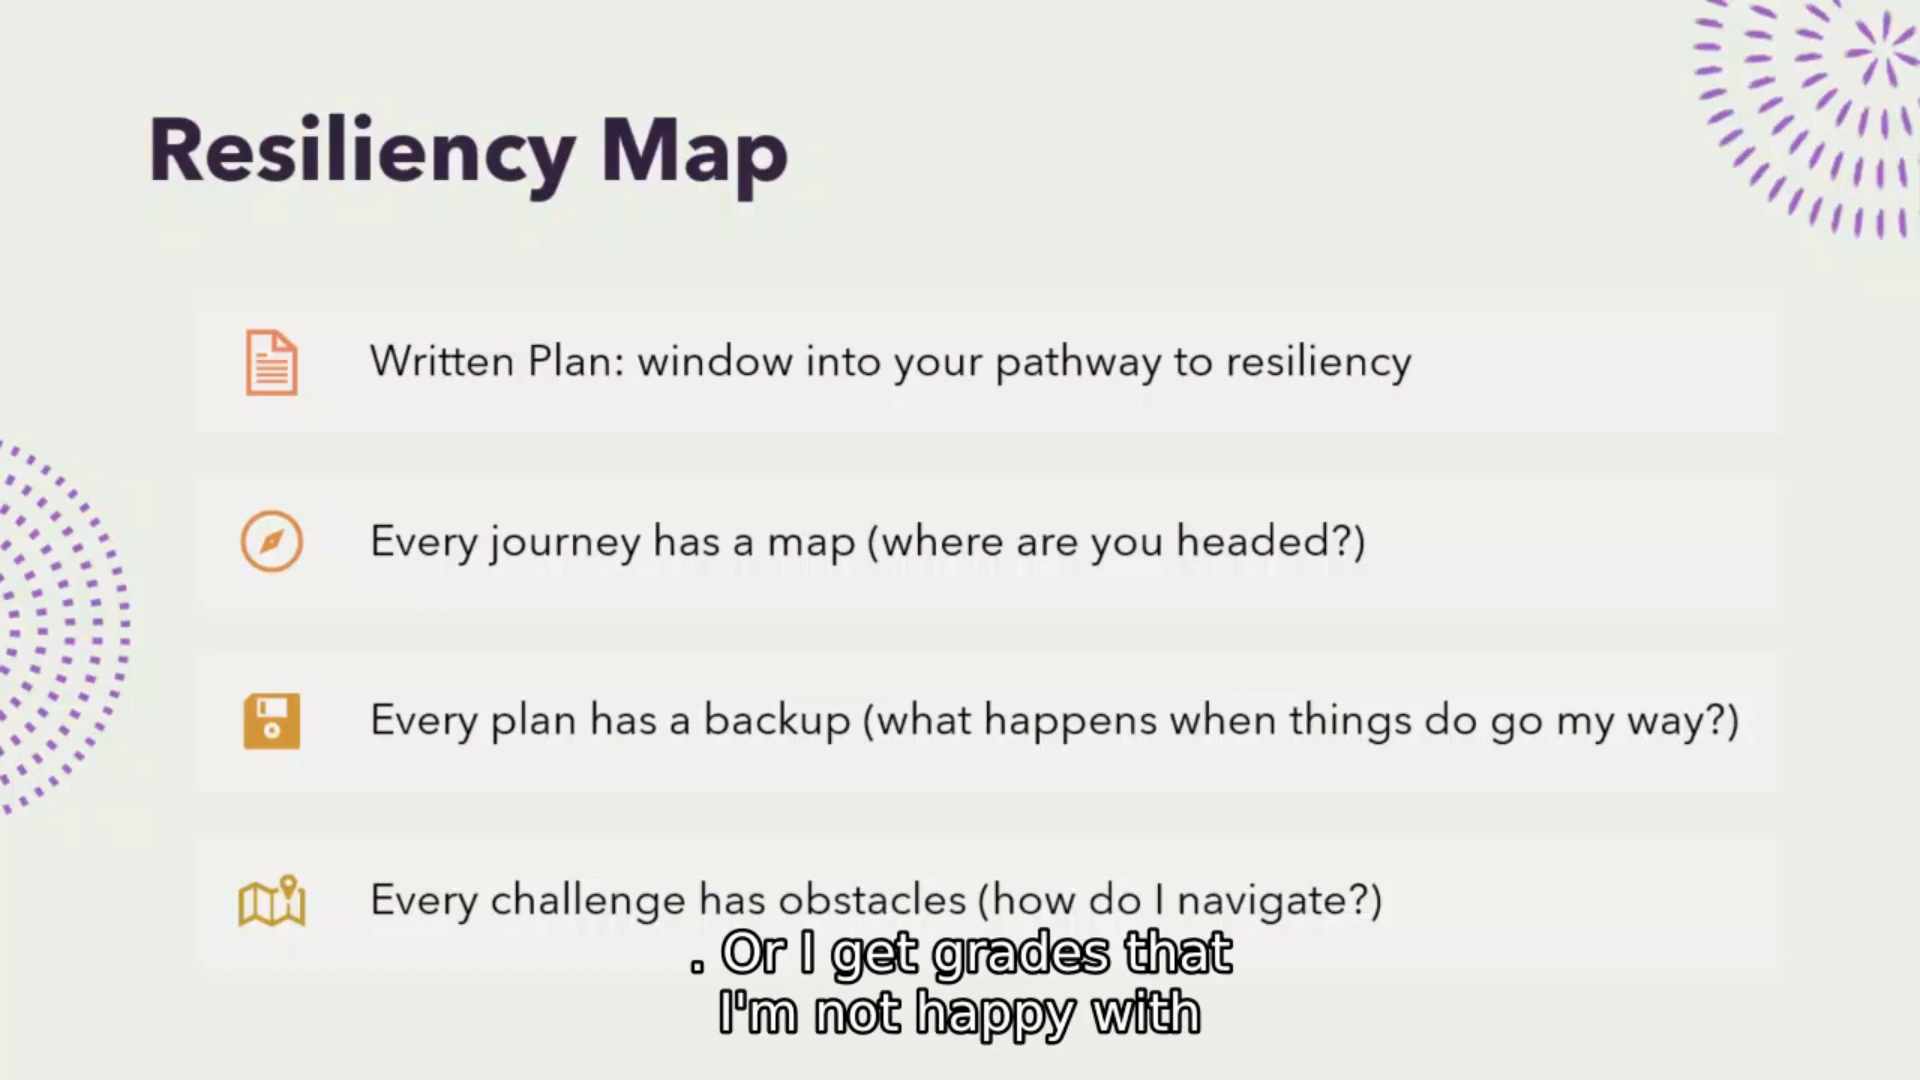 Resiliency Map
Written Plan: window into your pathway to resiliency
Every journey has a map (where are you headed?)
Every plan has a backup (what happens when things do go my way?)
Every challenge has obstacles (how do I navigate?)
. Or I get grades that
I'm not happy with